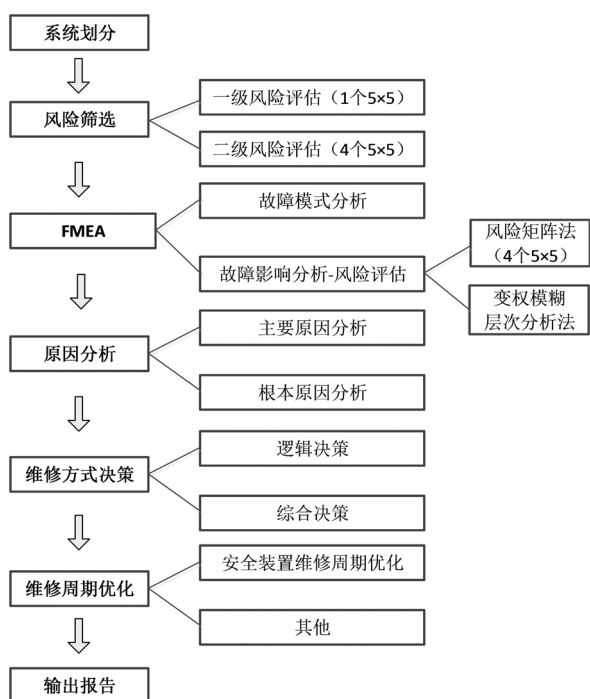 系统划分
风险筛选
一级风险评估（1个5×5）
二级风险评估（4个5×5）
FMEA
故障模式分析
故障影响分析-风险评估
风险矩阵法
（4个5×5）
变权模糊
层次分析法
原因分析
主要原因分析
根本原因分析
维修方式决策
逻辑决策
综合决策
维修周期优化
安全装置维修周期优化
其他
输出报告